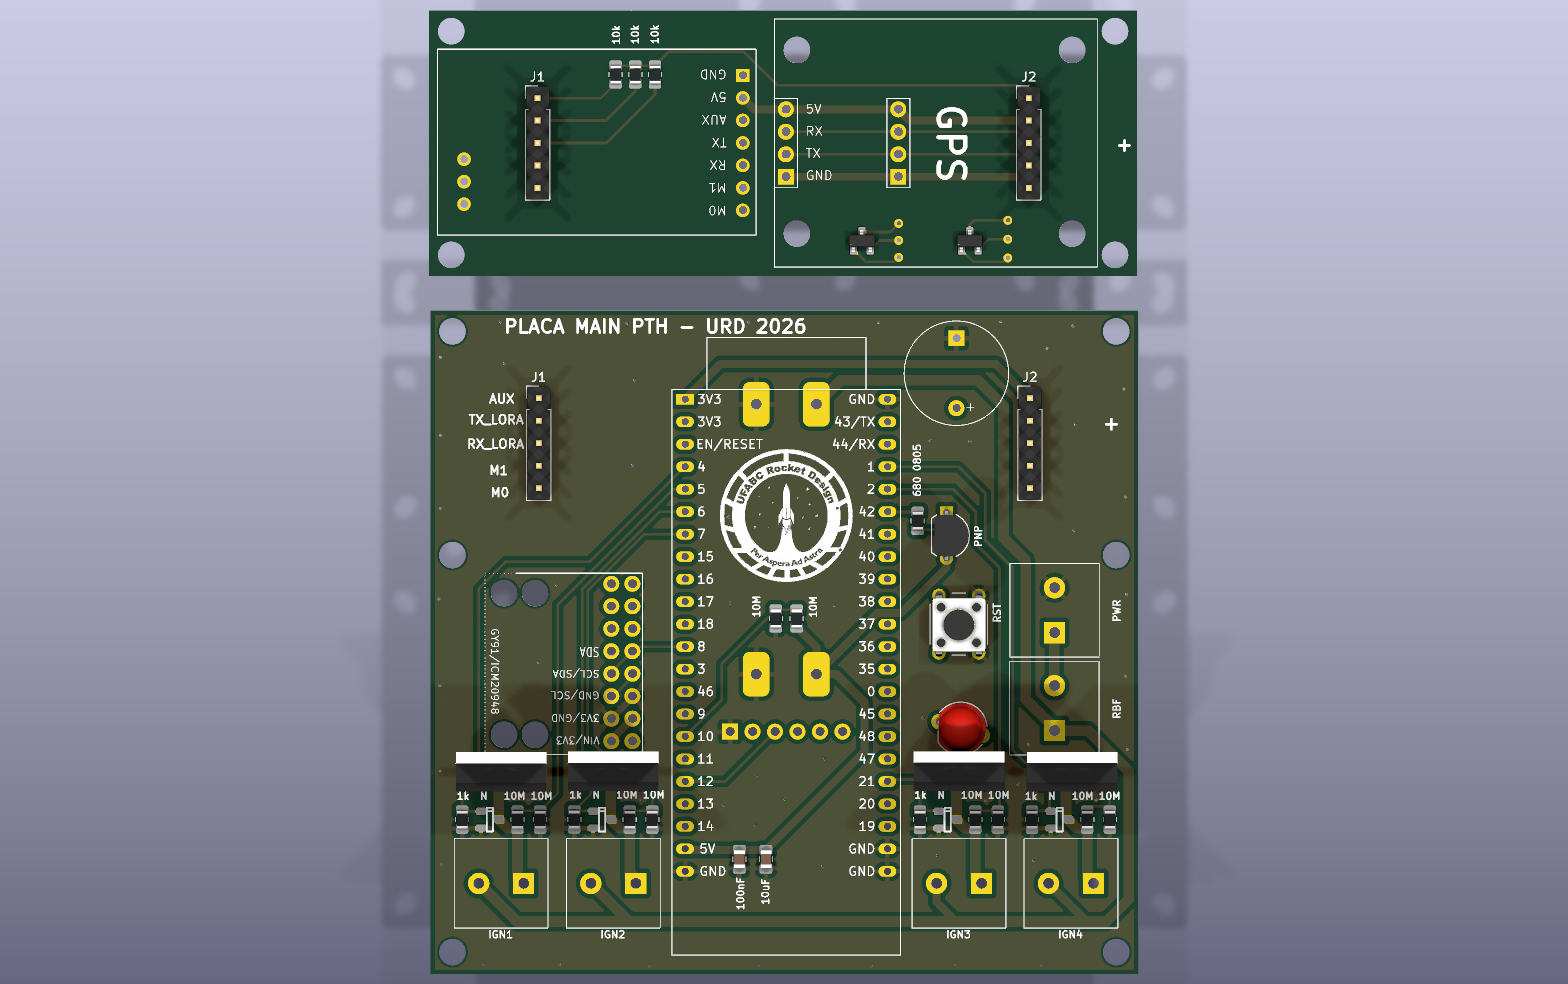 10k 10k 10k
J1
GND
5V
AUX
TX
RX
M1
M0
5V
RX
TX
GND
GPS
J2
+
PLACA MAIN PTH - URD 2026
J1
AUX
TX_LORA
RX_LORA
M1
M0
3V3
3V3
EN/RESET
4
5
6
7
15
16
17
18
8
3
46
9
10
11
12
13
14
5V
GND
GND
43/TX
44/RX
1
2
42
41
40
39
38
37
36
35
0
45
48
47
21
20
19
GND
GND
UFABC Rocket Design
Per Aspera Ad Astra
10M 10M
100nF 10uF
+
J2
+
680 0805
PNP
RST
PWR
RBF
GY91/ICM20948
SDA
SCL/SDA
GND/SCL
3V3/GND
VIN/3V3
1k N 10M 10M
1k N 10M 10M
1k N 10M 10M
1k N 10M 10M
IGN1
IGN2
IGN3
IGN4